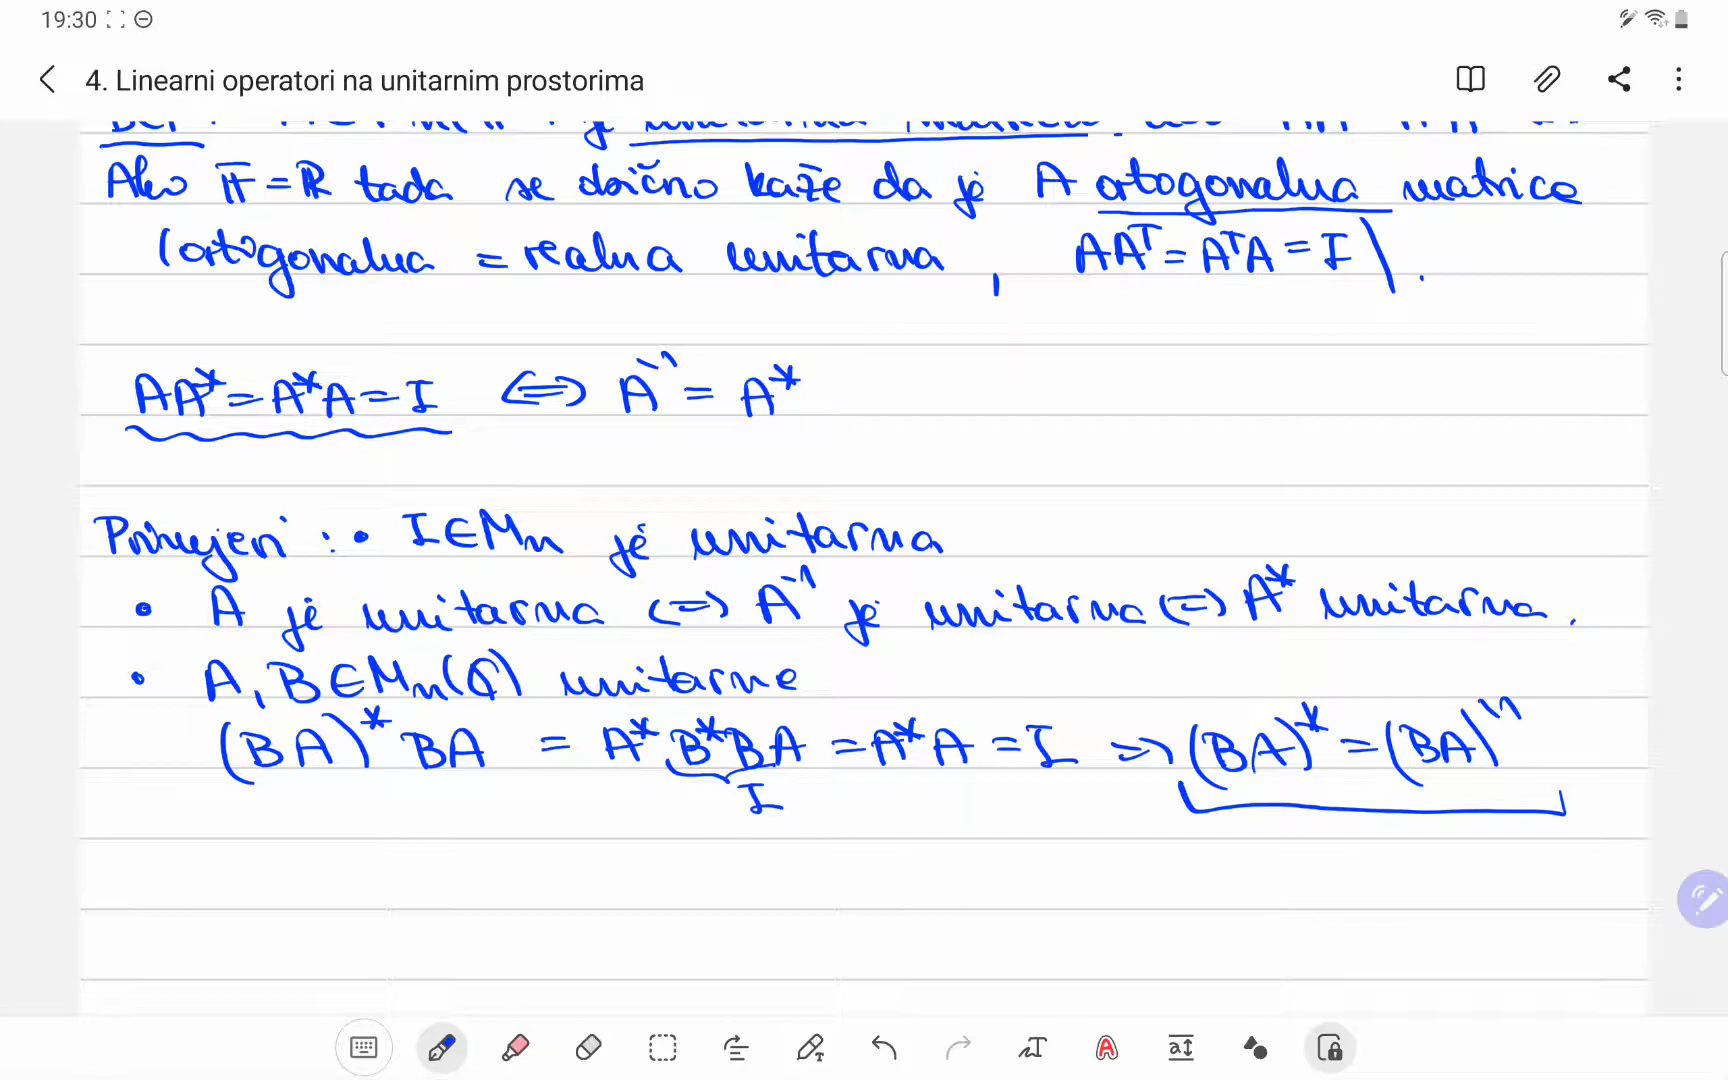 19:30
4. Linearni operatori na unitarnim prostorima
Ako 𝔽 = ℝ tada se obično kaže da je A ortogonalna matrica
(ortogonalna = realna unitarna, AAᵀ = AᵀA = I).
AA* = A*A = I ⇔ A⁻¹ = A*
Primjeri : • I ∈ Mn je unitarna
• A je unitarna ⇔ A⁻¹ je unitarna ⇔ A* unitarna.
• A, B ∈ Mn(ℂ) unitarne
(BA)* BA = A* B*BA = A*A = I ⇒ (BA)* = (BA)⁻¹
I